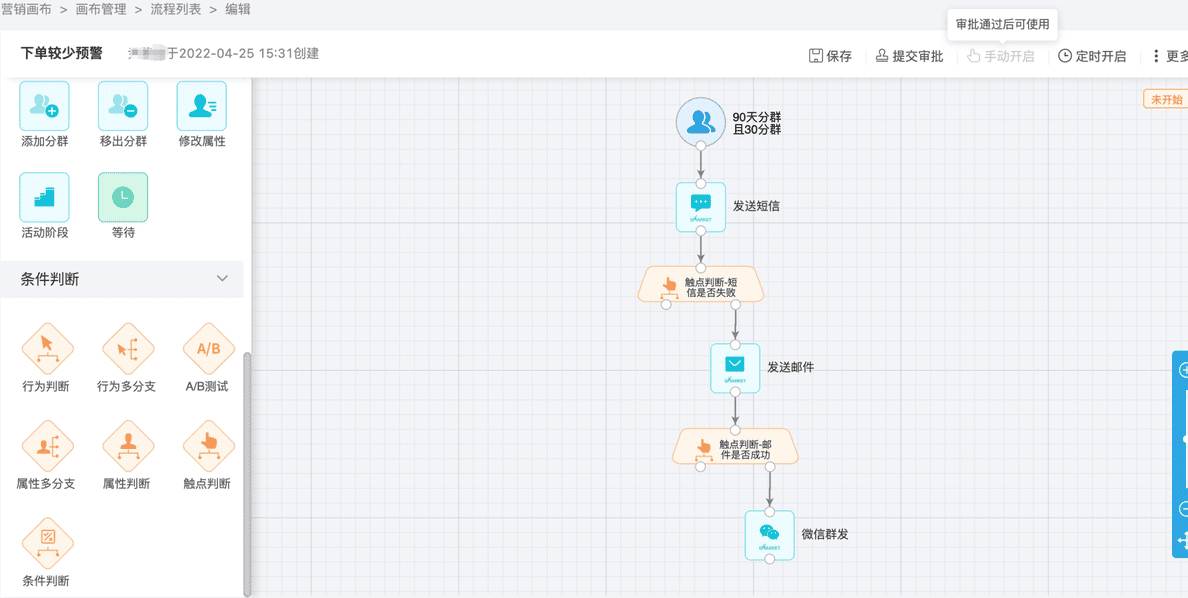 营销画布 > 画布管理 > 流程列表 > 编辑
审批通过后可使用
下单较少预警
于2022-04-25 15:31创建
保存
提交审批
手动开启
定时开启
更多
未开始
添加分群
移出分群
修改属性
活动阶段
等待
条件判断
行为判断
行为多分支
A/B
A/B测试
属性多分支
属性判断
触点判断
条件判断
90天分群
且30分群
发送短信
触点判断-短
信是否失败
发送邮件
触点判断-邮
件是否成功
微信群发